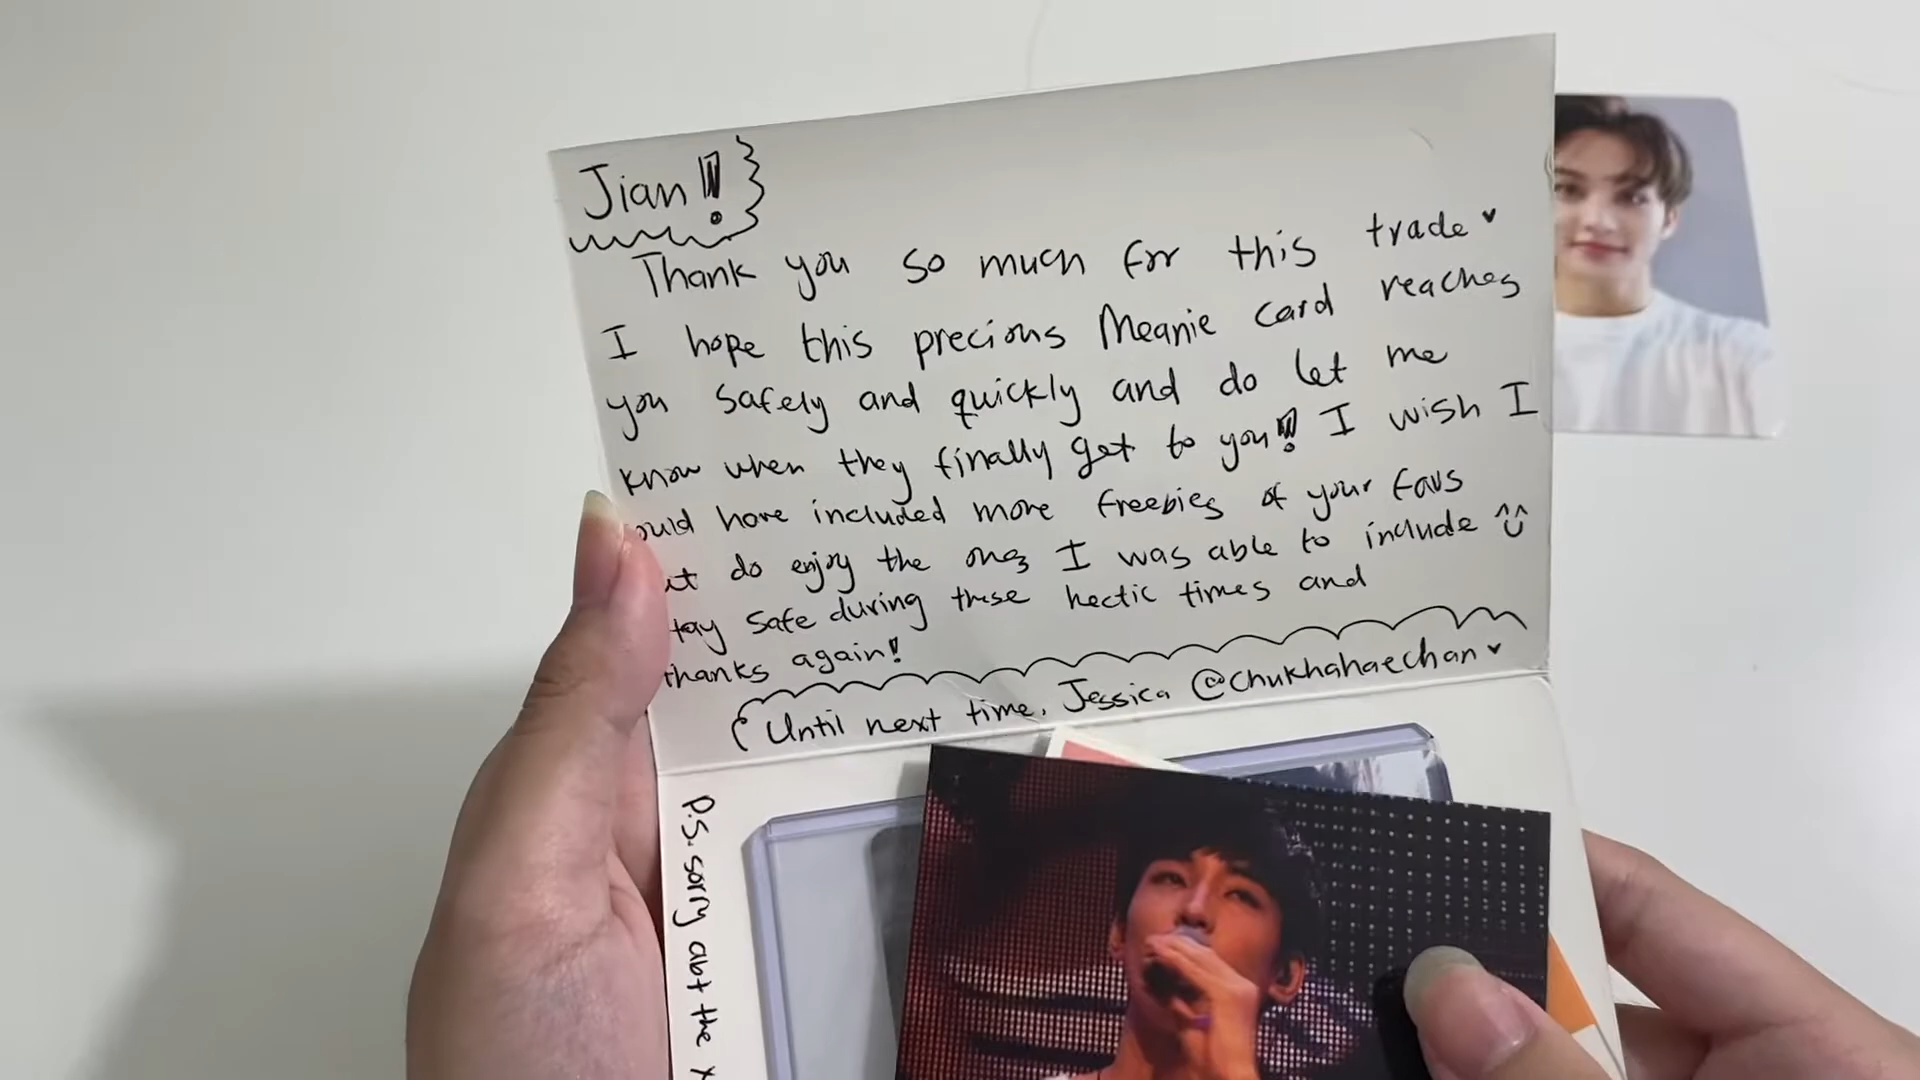 Jian!!
Thank you so much for this trade ♥
I hope this precious Meanie card reaches
you safely and quickly and do let me
know when they finally get to you!! I wish I
ould have included more freebies of your favs
ut do enjoy the ones I was able to include ^^
tay safe during these hectic times and
thanks again!
Until next time, Jessica @chukhahaechan ♥
P.S. sorry abt the